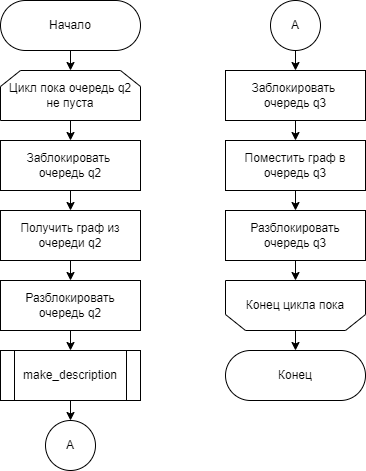 Начало
Цикл пока очередь q2
не пуста
Заблокировать
очередь q2
Получить граф из
очереди q2
Разблокировать
очередь q2
make_description
A
A
Заблокировать
очередь q3
Поместить граф в
очередь q3
Разблокировать
очередь q3
Конец цикла пока
Конец